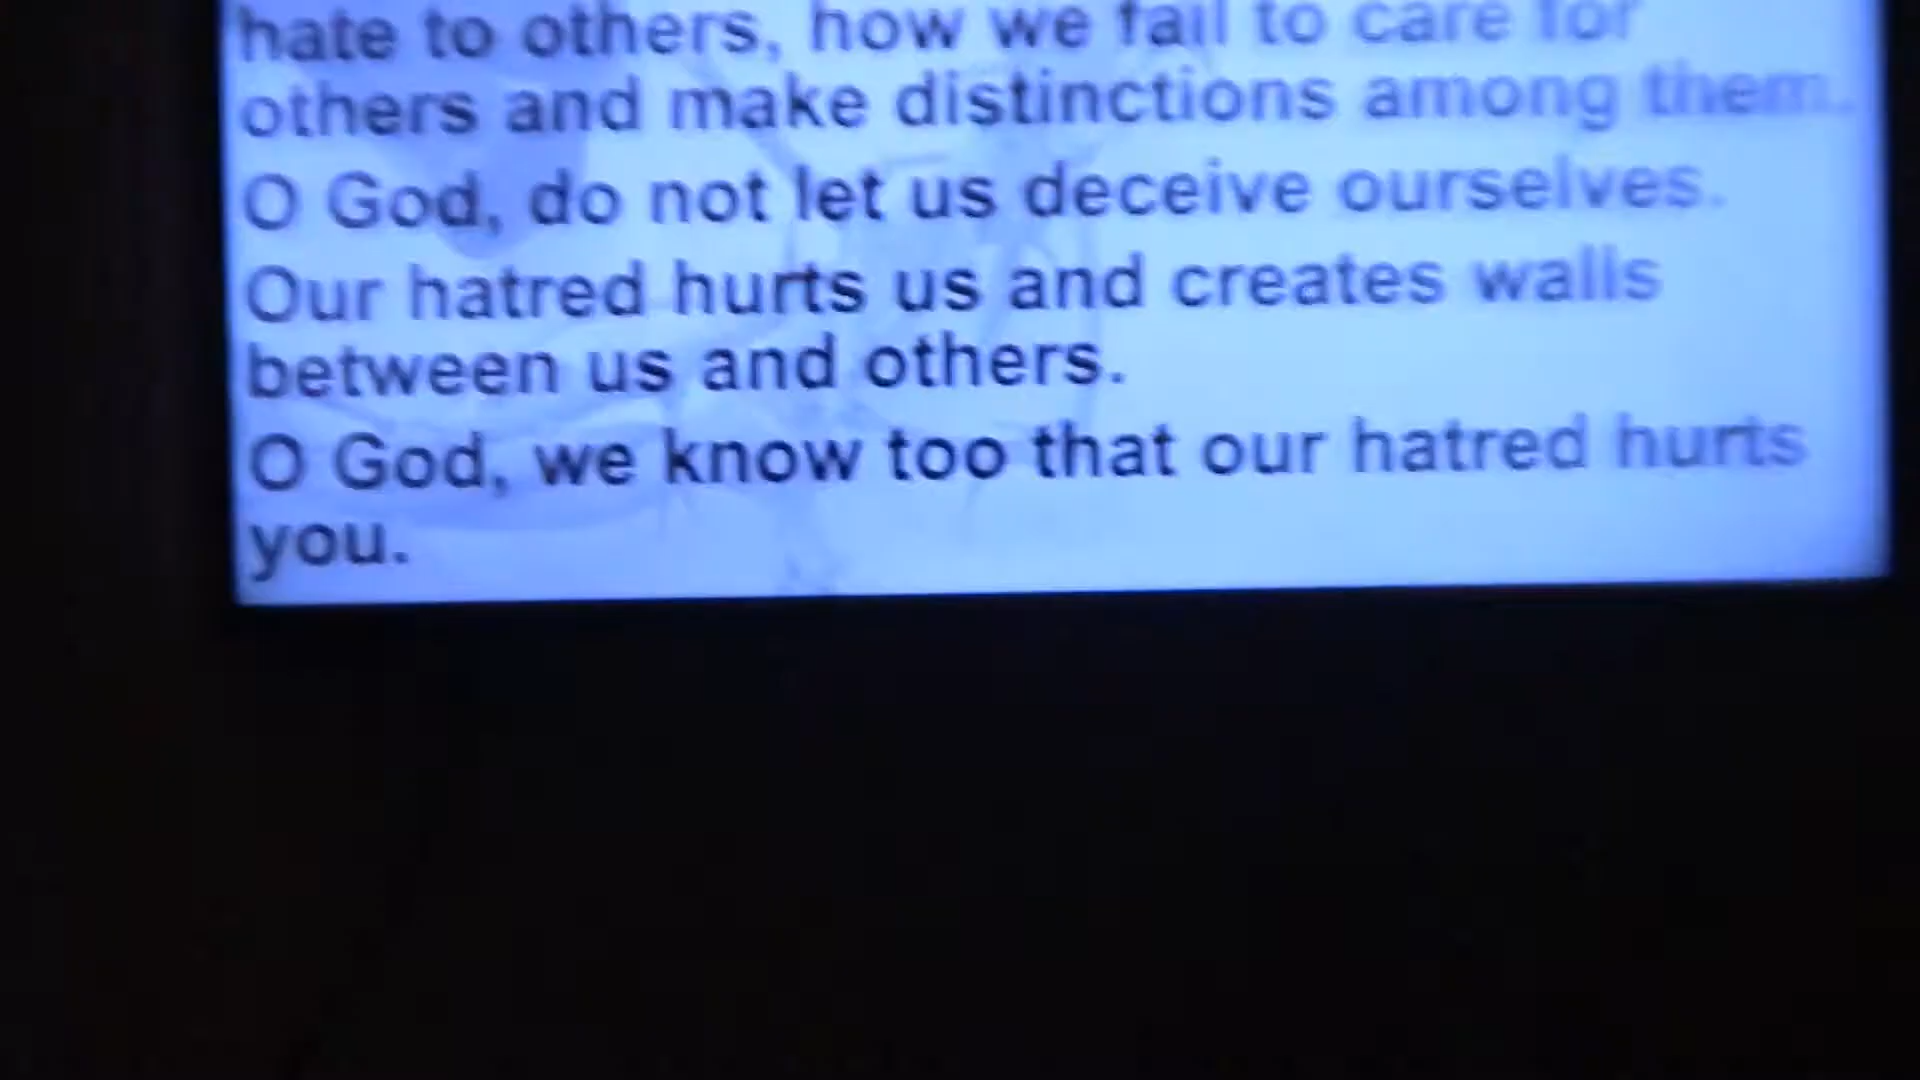 hate to others, how we fail to care for
others and make distinctions among them.
O God, do not let us deceive ourselves.
Our hatred hurts us and creates walls
between us and others.
O God, we know too that our hatred hurts
you.